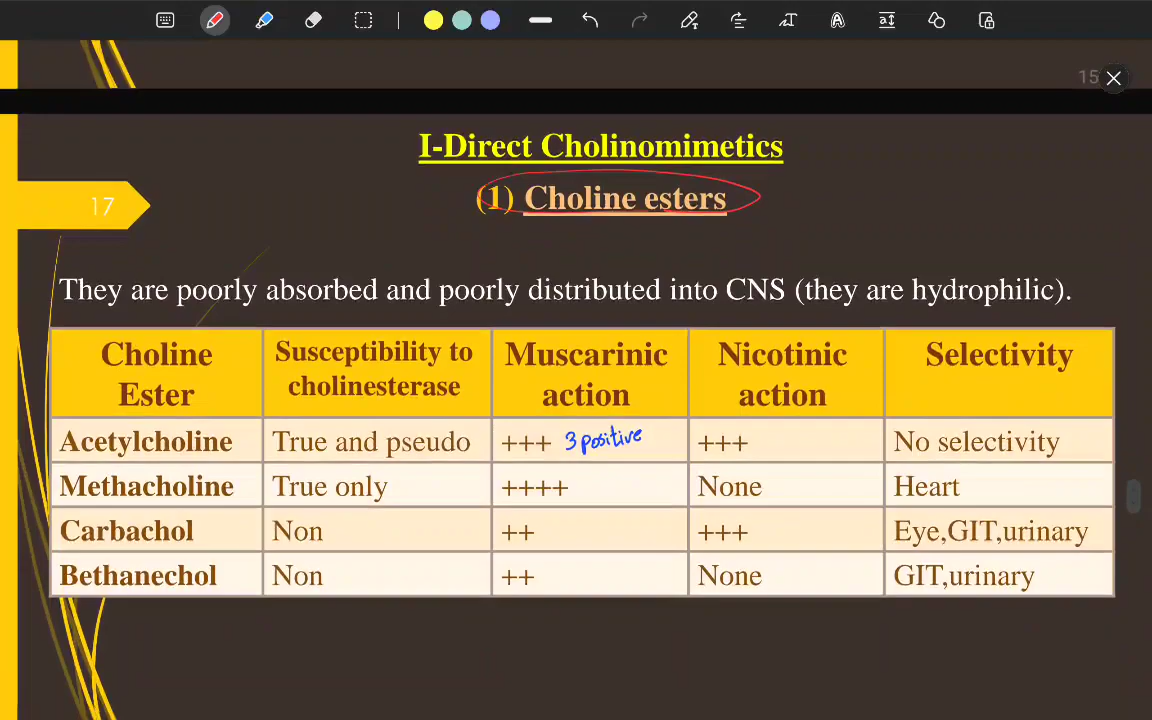 15
I-Direct Cholinomimetics
(1) Choline esters
17
They are poorly absorbed and poorly distributed into CNS (they are hydrophilic).
Choline Ester Susceptibility to cholinesterase Muscarinic action Nicotinic action Selectivity
Acetylcholine True and pseudo +++ 3 positive +++ No selectivity
Methacholine True only ++++ None Heart
Carbachol Non ++ +++ Eye,GIT,urinary
Bethanechol Non ++ None GIT,urinary